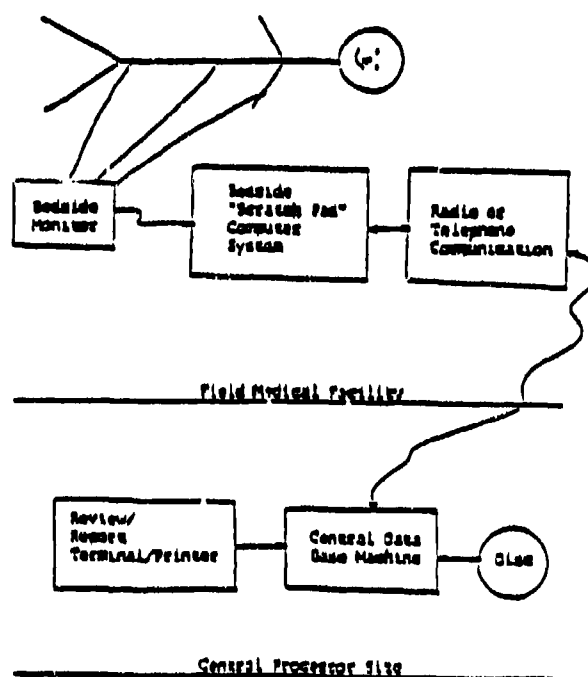 Bedside
Monitor
Bedside
"Scratch Pad"
Computer
System
Radio or
Telephone
Communication
Field Medical Facility
Review/
Report
Terminal/Printer
Central Data
Base Machine
Disc
Central Processor Site